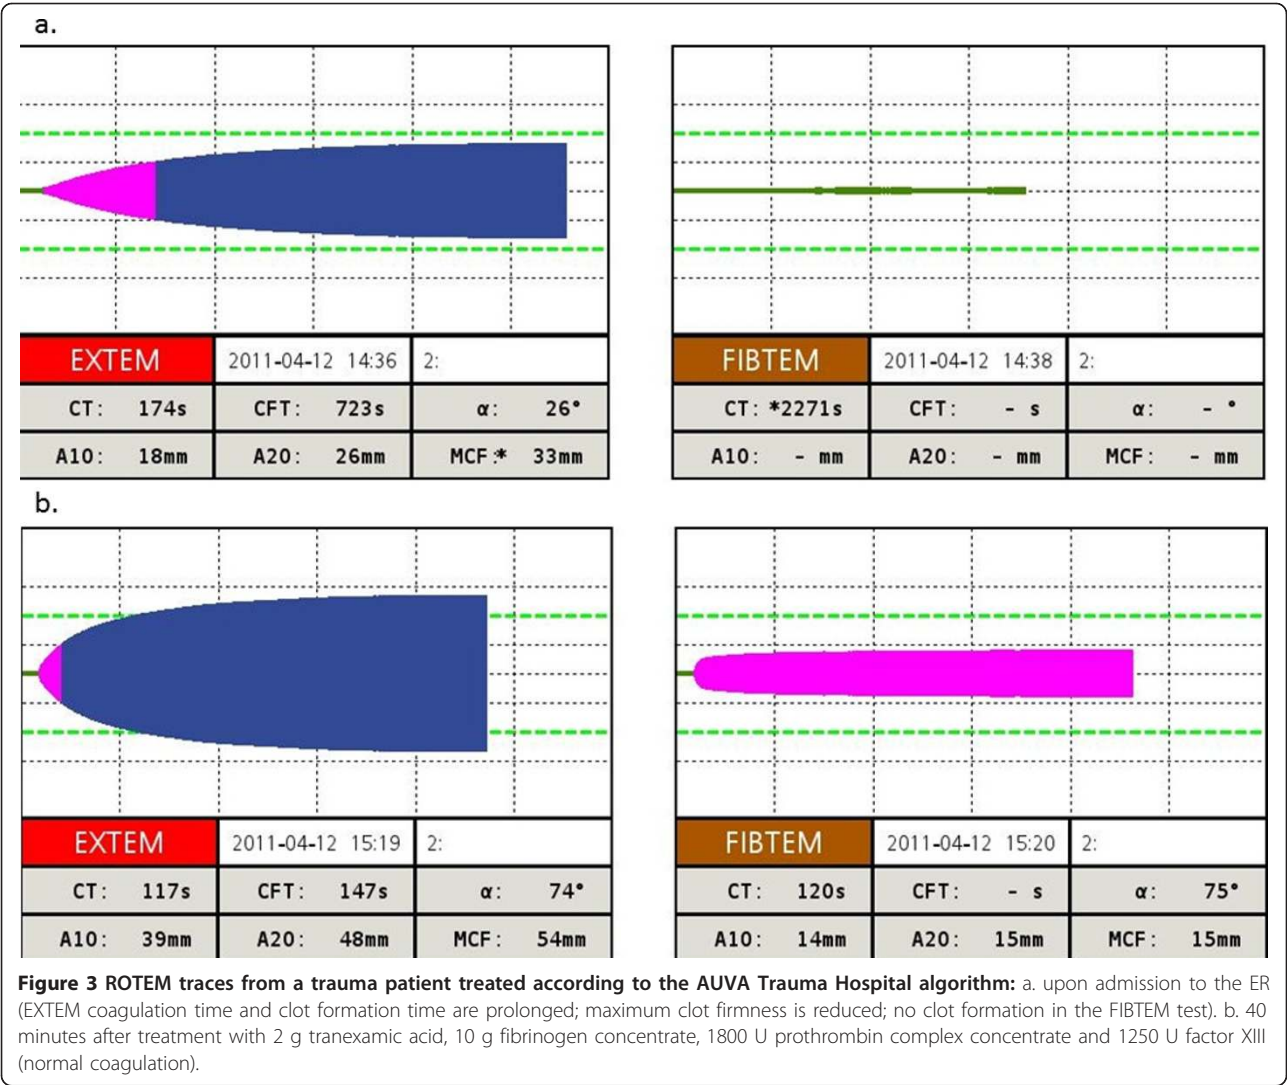 a.
EXTEM 2011-04-12 14:36 2:
CT: 174s CFT: 723s α: 26°
A10: 18mm A20: 26mm MCF:* 33mm
FIBTEM 2011-04-12 14:38 2:
CT: *2271s CFT: - s α: - °
A10: - mm A20: - mm MCF: - mm
b.
EXTEM 2011-04-12 15:19 2:
CT: 117s CFT: 147s α: 74°
A10: 39mm A20: 48mm MCF: 54mm
FIBTEM 2011-04-12 15:20 2:
CT: 120s CFT: - s α: 75°
A10: 14mm A20: 15mm MCF: 15mm
Figure 3 ROTEM traces from a trauma patient treated according to the AUVA Trauma Hospital algorithm: a. upon admission to the ER
(EXTEM coagulation time and clot formation time are prolonged; maximum clot firmness is reduced; no clot formation in the FIBTEM test). b. 40
minutes after treatment with 2 g tranexamic acid, 10 g fibrinogen concentrate, 1800 U prothrombin complex concentrate and 1250 U factor XIII
(normal coagulation).